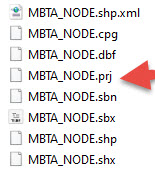 MBTA_NODE.shp.xml
MBTA_NODE.cpg
MBTA_NODE.dbf
MBTA_NODE.prj
MBTA_NODE.sbn
MBTA_NODE.sbx
MBTA_NODE.shp
MBTA_NODE.shx